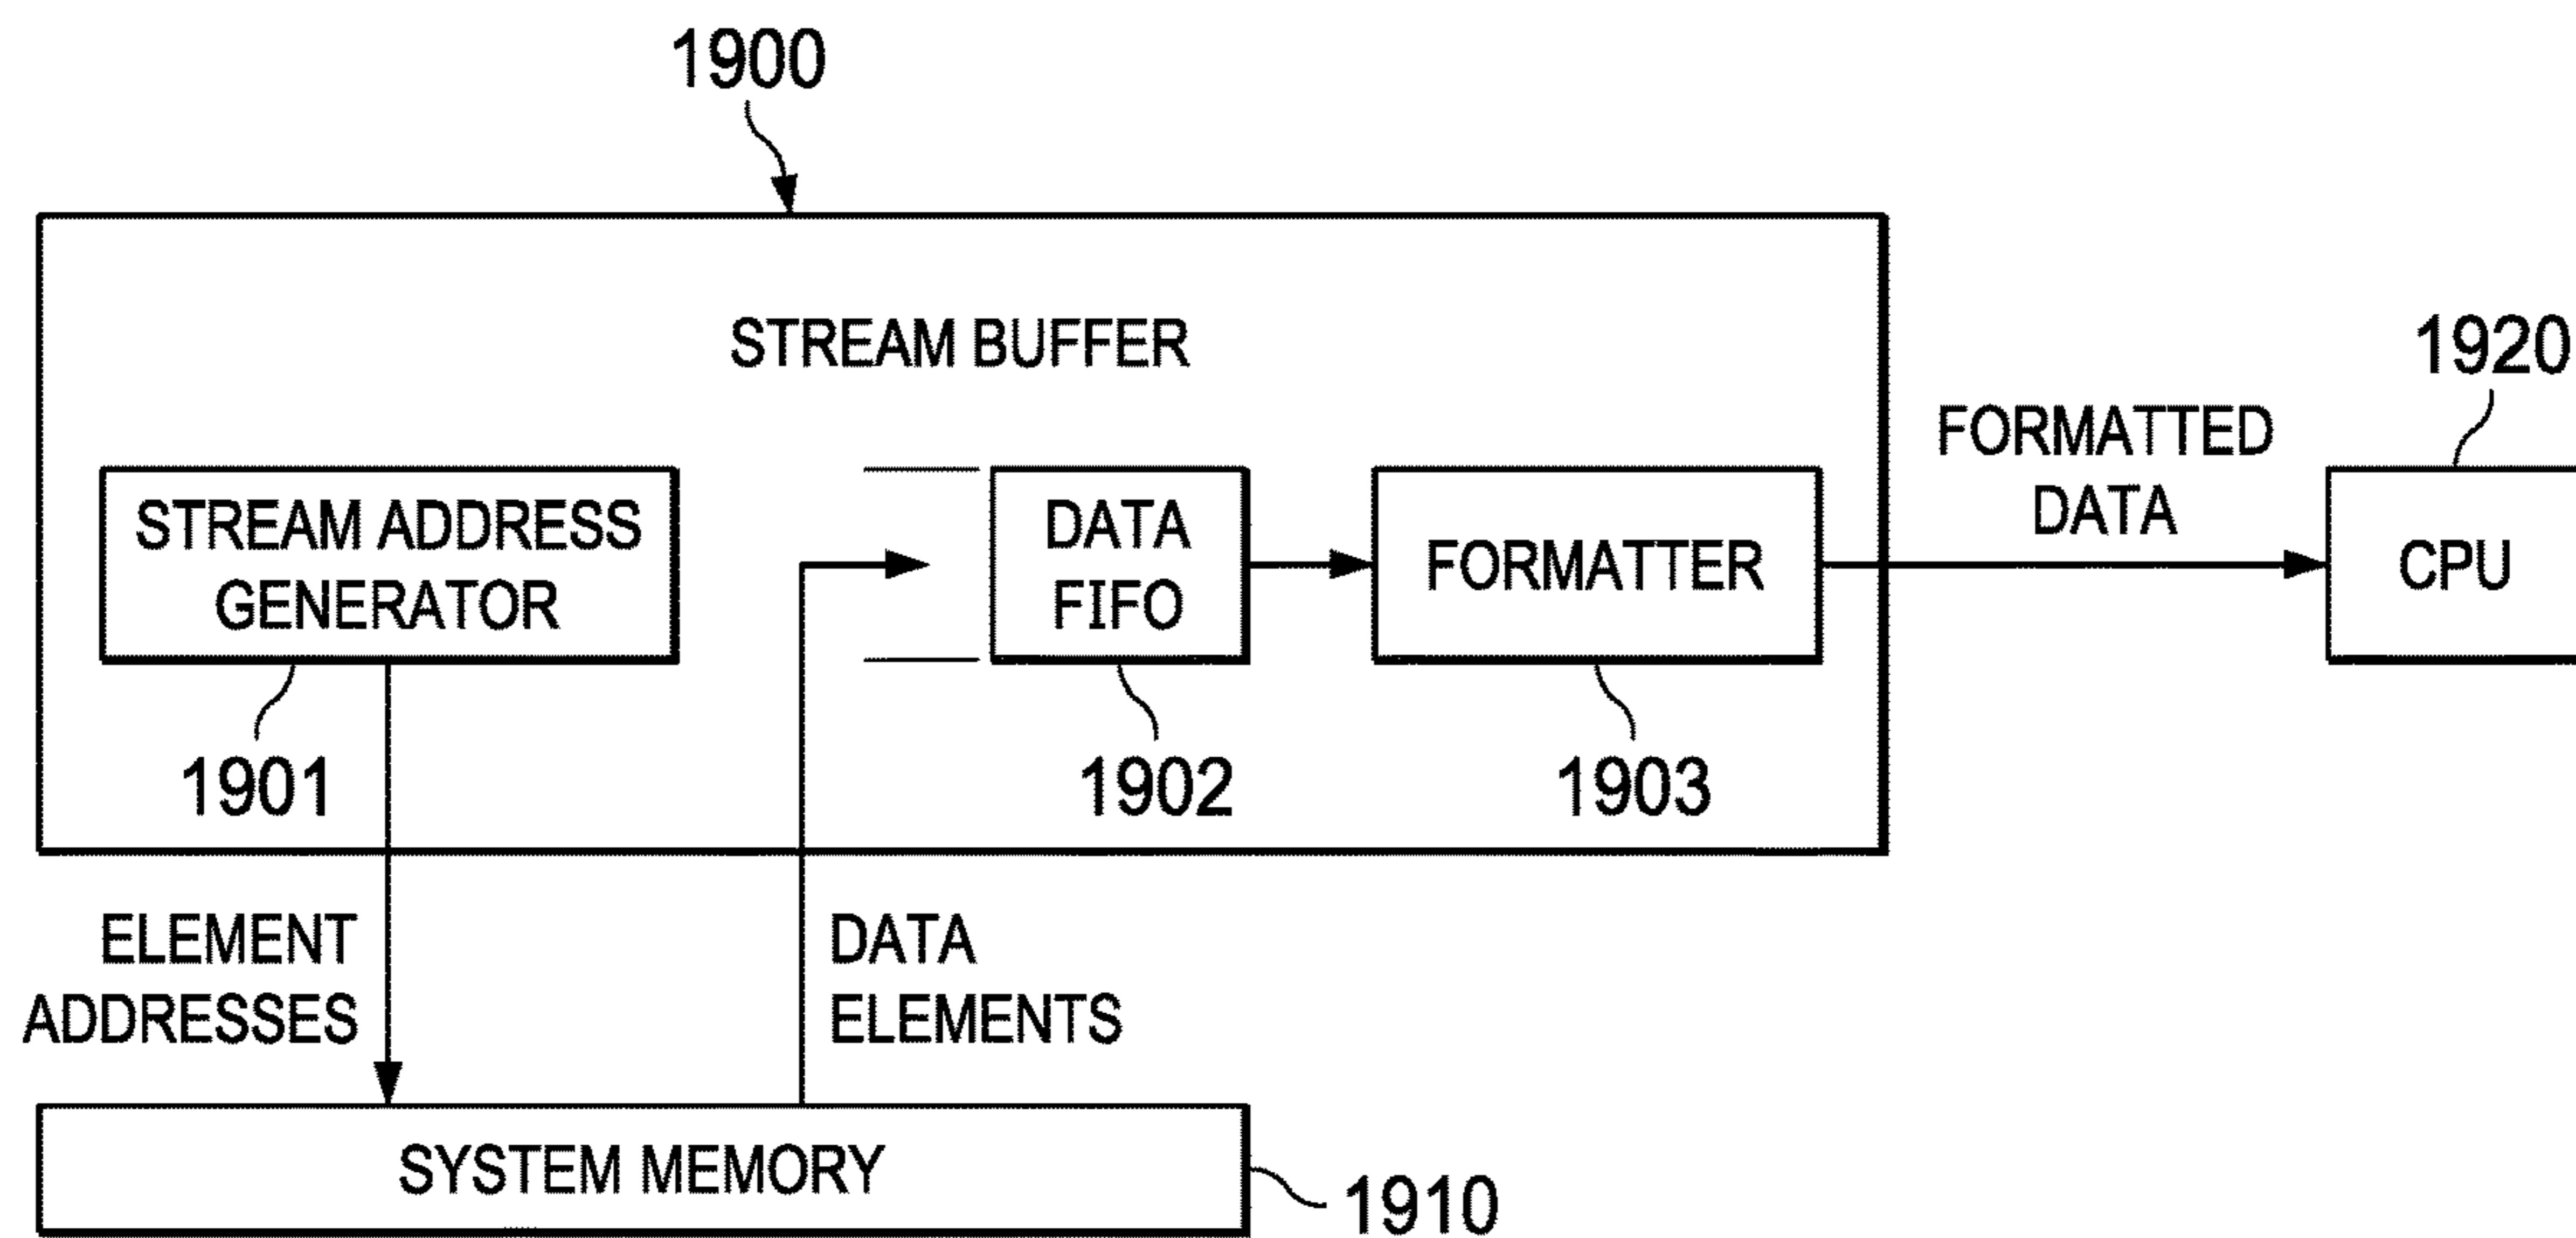 1900
STREAM BUFFER
1920
FORMATTED
DATA
STREAM ADDRESS
GENERATOR
DATA
FIFO
FORMATTER
CPU
1901
1902
1903
ELEMENT
ADDRESSES
DATA
ELEMENTS
SYSTEM MEMORY
1910